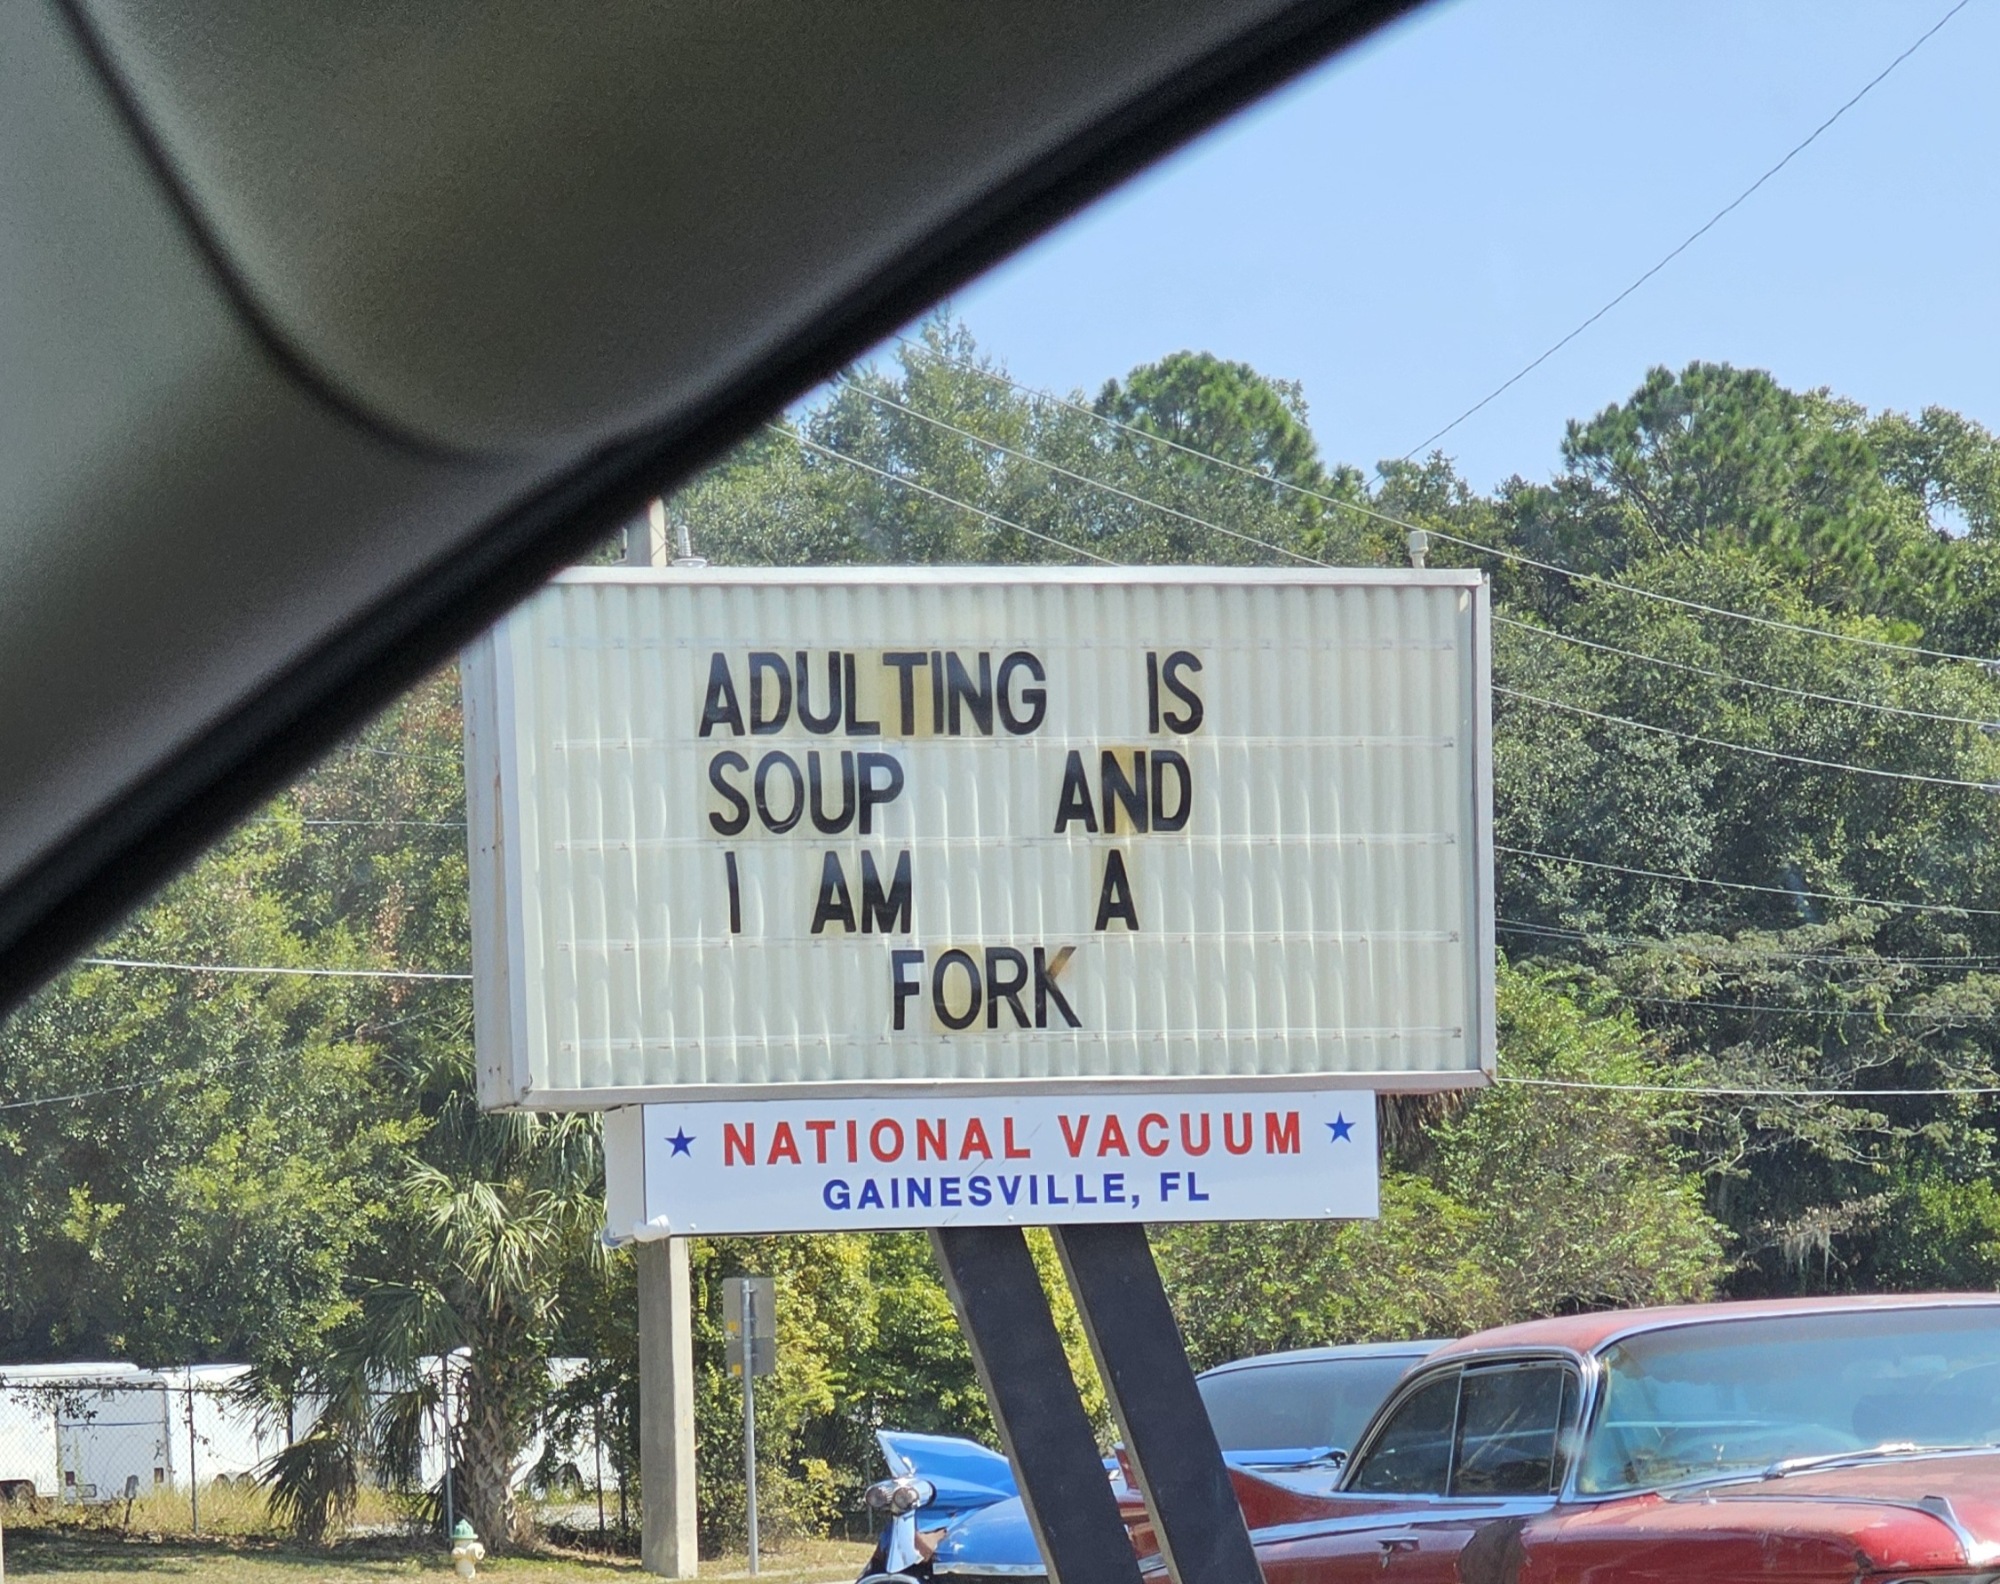 ADULTING IS
SOUP AND
I AM A
FORK
NATIONAL VACUUM
GAINESVILLE, FL